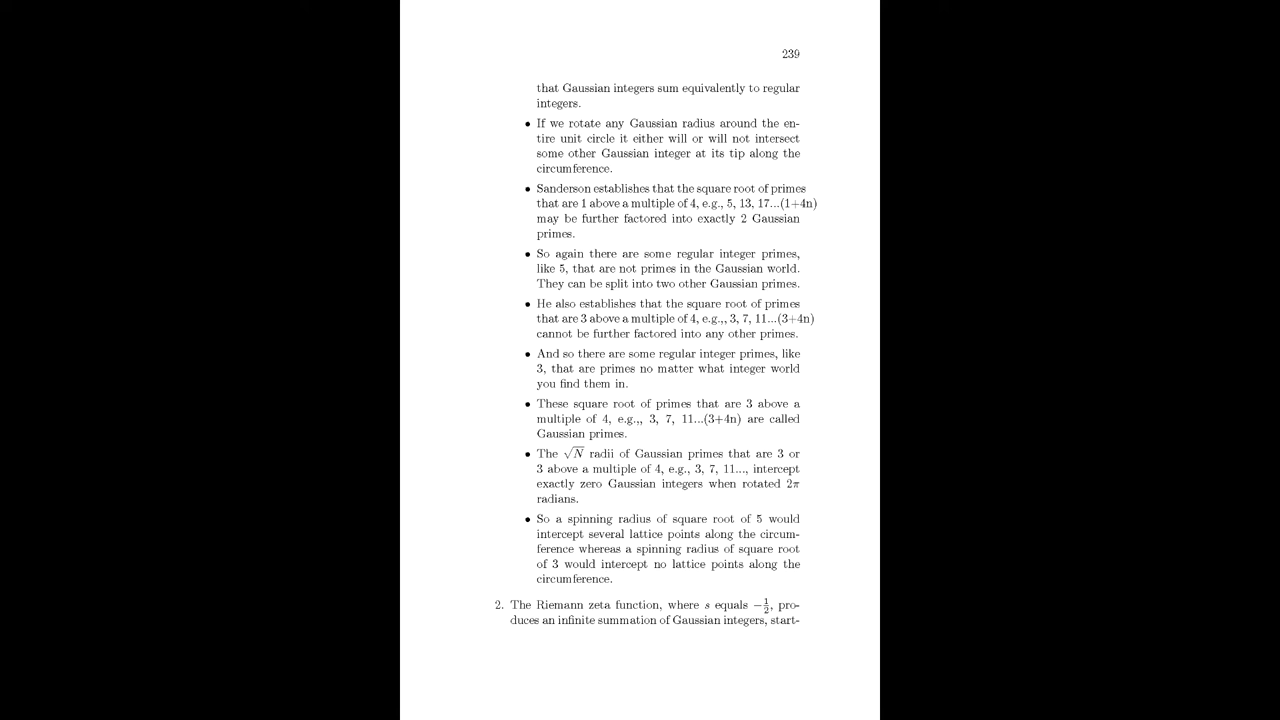 239
that Gaussian integers sum equivalently to regular
integers.
• If we rotate any Gaussian radius around the en-
tire unit circle it either will or will not intersect
some other Gaussian integer at its tip along the
circumference.
• Sanderson establishes that the square root of primes
that are 1 above a multiple of 4, e.g., 5, 13, 17...(1+4n)
may be further factored into exactly 2 Gaussian
primes.
• So again there are some regular integer primes,
like 5, that are not primes in the Gaussian world.
They can be split into two other Gaussian primes.
• He also establishes that the square root of primes
that are 3 above a multiple of 4, e.g.,, 3, 7, 11...(3+4n)
cannot be further factored into any other primes.
• And so there are some regular integer primes, like
3, that are primes no matter what integer world
you find them in.
• These square root of primes that are 3 above a
multiple of 4, e.g.,, 3, 7, 11...(3+4n) are called
Gaussian primes.
• The √N radii of Gaussian primes that are 3 or
3 above a multiple of 4, e.g., 3, 7, 11..., intercept
exactly zero Gaussian integers when rotated 2π
radians.
• So a spinning radius of square root of 5 would
intercept several lattice points along the circum-
ference whereas a spinning radius of square root
of 3 would intercept no lattice points along the
circumference.
2. The Riemann zeta function, where s equals −1/2, pro-
duces an infinite summation of Gaussian integers, start-